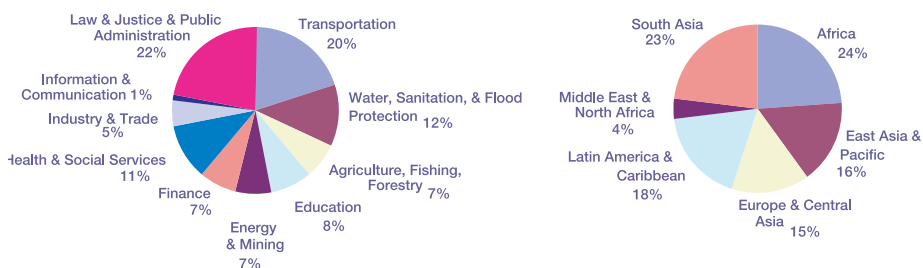 Law & Justice & Public
Administration
22%
Transportation
20%
Water, Sanitation, & Flood
Protection
12%
Agriculture, Fishing,
Forestry
7%
Education
8%
Energy
& Mining
7%
Finance
7%
Health & Social Services
11%
Industry & Trade
5%
Information &
Communication 1%
South Asia
23%
Africa
24%
East Asia &
Pacific
16%
Europe & Central
Asia
15%
Latin America &
Caribbean
18%
Middle East &
North Africa
4%